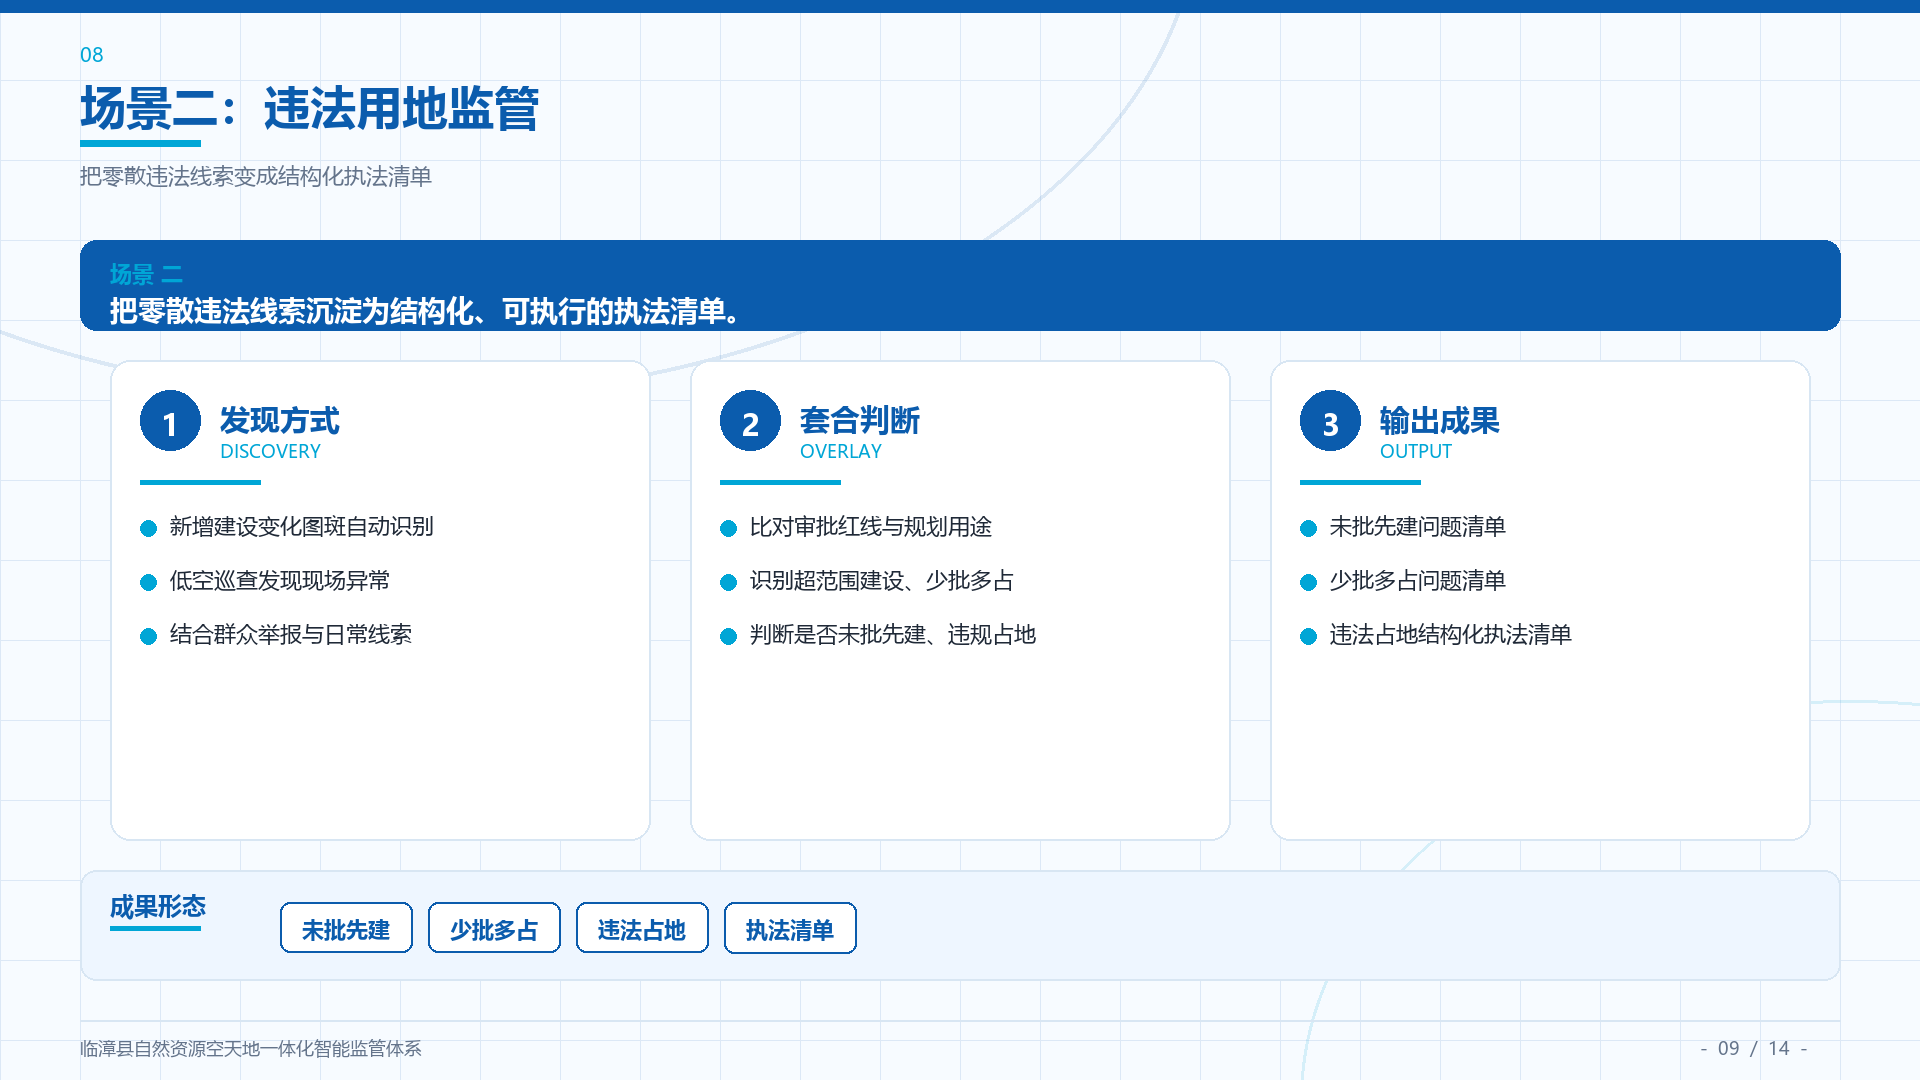 08
场景二：违法用地监管
把零散违法线索变成结构化执法清单
场景 二
把零散违法线索沉淀为结构化、可执行的执法清单。
1
发现方式
DISCOVERY
新增建设变化图斑自动识别
低空巡查发现现场异常
结合群众举报与日常线索
2
套合判断
OVERLAY
比对审批红线与规划用途
识别超范围建设、少批多占
判断是否未批先建、违规占地
3
输出成果
OUTPUT
未批先建问题清单
少批多占问题清单
违法占地结构化执法清单
成果形态
未批先建
少批多占
违法占地
执法清单
临漳县自然资源空天地一体化智能监管体系
- 09 / 14 -